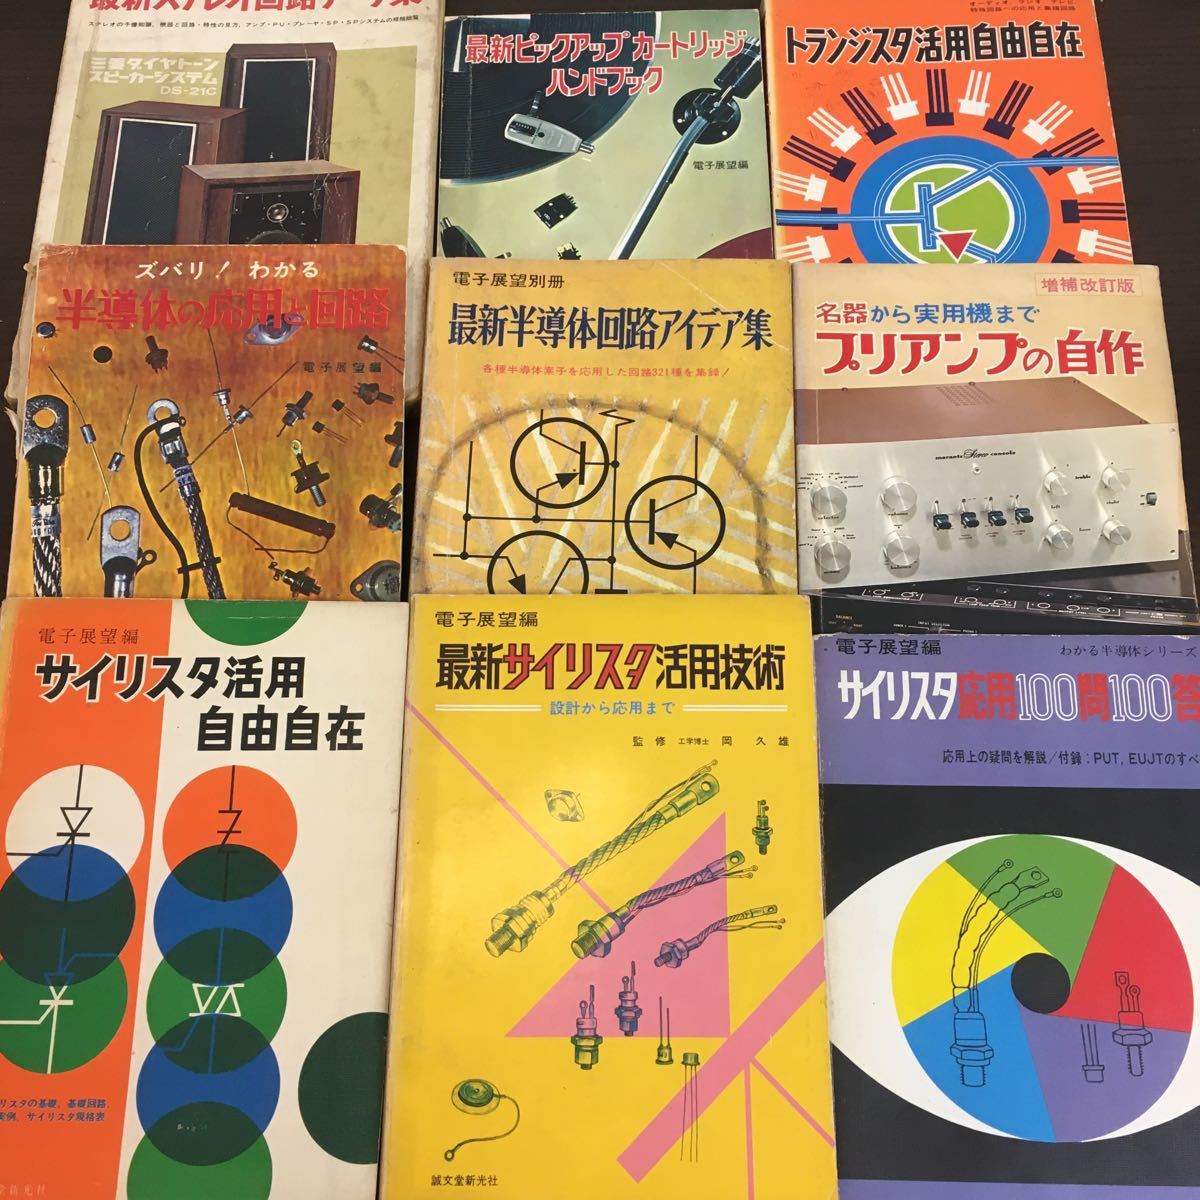 最新ステレオ回路データ集
ステレオの予備知識，機器と回路・特性の見方，アンプ・PU・プレーヤ・SP・SPシステムの規格総覧
三菱ダイヤトーン
スピーカーシステム
DS-21C
最新ピックアップカートリッジ
ハンドブック
電子展望編
オーディオ，ラジオ，テレビ，
特殊回路への応用と集積回路
トランジスタ活用自由自在
ズバリ！わかる
半導体の応用と回路
電子展望編
電子展望別冊
最新半導体回路アイデア集
各種半導体素子を応用した回路321種を集録！
増補改訂版
名器から実用機まで
プリアンプの自作
marantz Stereo console
電子展望編
サイリスタ活用
自由自在
リスタの基礎，基礎回路，
実例，サイリスタ規格表
堂新光社
電子展望編
最新サイリスタ活用技術
設計から応用まで
監修 工学博士 岡 久雄
誠文堂新光社
電子展望編
わかる半導体シリーズ
サイリスタ応用100問100答
応用上の疑問を解説／付録：PUT，EUJTのすべ